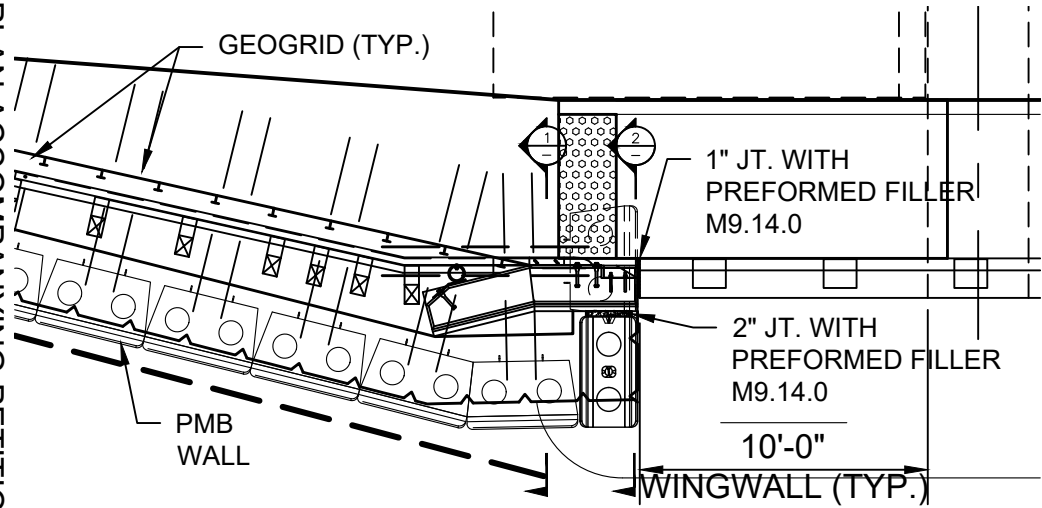 GEOGRID (TYP.)
1
–
2
–
1" JT. WITH
PREFORMED FILLER
M9.14.0
2" JT. WITH
PREFORMED FILLER
M9.14.0
PMB
WALL
10'-0"
WINGWALL (TYP.)